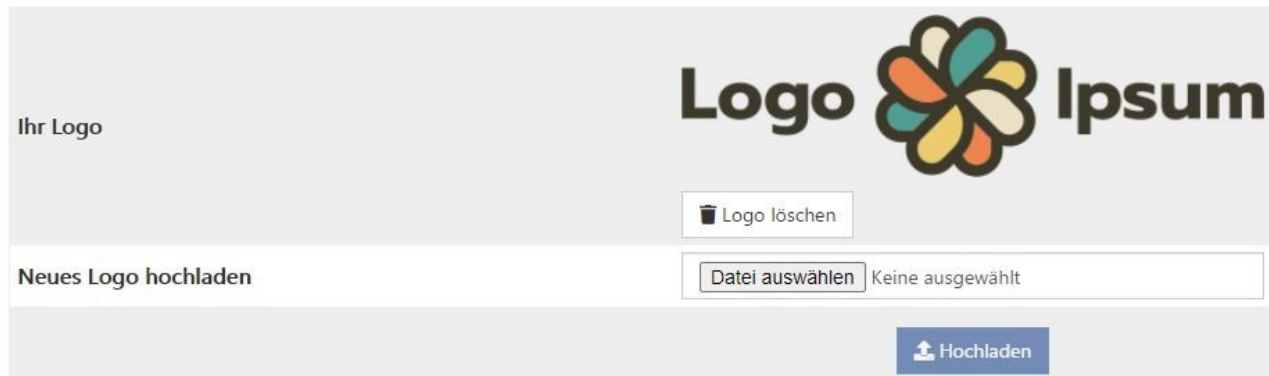 Logo Ipsum
Ihr Logo
Logo löschen
Neues Logo hochladen
Datei auswählen Keine ausgewählt
Hochladen